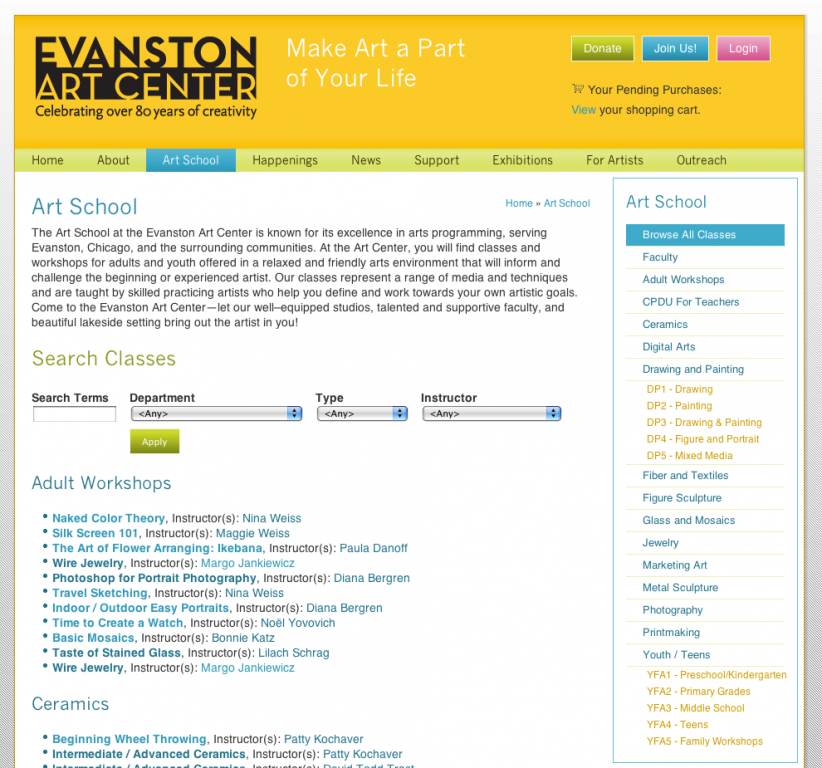 EVANSTON
ART CENTER
Celebrating over 80 years of creativity
Make Art a Part
of Your Life
Donate Join Us! Login
Your Pending Purchases:
View your shopping cart.
Home About Art School Happenings News Support Exhibitions For Artists Outreach
Art School
Home » Art School
The Art School at the Evanston Art Center is known for its excellence in arts programming, serving
Evanston, Chicago, and the surrounding communities. At the Art Center, you will find classes and
workshops for adults and youth offered in a relaxed and friendly arts environment that will inform and
challenge the beginning or experienced artist. Our classes represent a range of media and techniques
and are taught by skilled practicing artists who help you define and work towards your own artistic goals.
Come to the Evanston Art Center—let our well–equipped studios, talented and supportive faculty, and
beautiful lakeside setting bring out the artist in you!
Search Classes
Search Terms Department Type Instructor
<Any> <Any> <Any>
Apply
Adult Workshops
• Naked Color Theory, Instructor(s): Nina Weiss
• Silk Screen 101, Instructor(s): Maggie Weiss
• The Art of Flower Arranging: Ikebana, Instructor(s): Paula Danoff
• Wire Jewelry, Instructor(s): Margo Jankiewicz
• Photoshop for Portrait Photography, Instructor(s): Diana Bergren
• Travel Sketching, Instructor(s): Nina Weiss
• Indoor / Outdoor Easy Portraits, Instructor(s): Diana Bergren
• Time to Create a Watch, Instructor(s): Noël Yovovich
• Basic Mosaics, Instructor(s): Bonnie Katz
• Taste of Stained Glass, Instructor(s): Lilach Schrag
• Wire Jewelry, Instructor(s): Margo Jankiewicz
Ceramics
• Beginning Wheel Throwing, Instructor(s): Patty Kochaver
• Intermediate / Advanced Ceramics, Instructor(s): Patty Kochaver
• Intermediate / Advanced Ceramics, Instructor(s): David Todd Trost
Art School
Browse All Classes
Faculty
Adult Workshops
CPDU For Teachers
Ceramics
Digital Arts
Drawing and Painting
DP1 - Drawing
DP2 - Painting
DP3 - Drawing & Painting
DP4 - Figure and Portrait
DP5 - Mixed Media
Fiber and Textiles
Figure Sculpture
Glass and Mosaics
Jewelry
Marketing Art
Metal Sculpture
Photography
Printmaking
Youth / Teens
YFA1 - Preschool/Kindergarten
YFA2 - Primary Grades
YFA3 - Middle School
YFA4 - Teens
YFA5 - Family Workshops